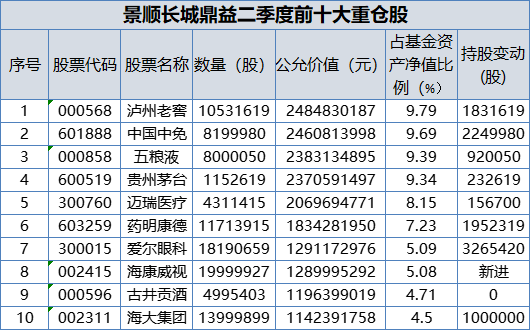 景顺长城鼎益二季度前十大重仓股
序号 股票代码 股票名称 数量（股） 公允价值（元） 占基金资产净值比例（%） 持股变动(股)
1 000568 泸州老窖 10531619 2484830187 9.79 1831619
2 601888 中国中免 8199980 2460813998 9.69 2249980
3 000858 五粮液 8000050 2383134895 9.39 920050
4 600519 贵州茅台 1152619 2370591497 9.34 232619
5 300760 迈瑞医疗 4311415 2069694771 8.15 156700
6 603259 药明康德 11713915 1834281950 7.23 1952319
7 300015 爱尔眼科 18190659 1291172976 5.09 3265420
8 002415 海康威视 19999927 1289995292 5.08 新进
9 000596 古井贡酒 4995403 1196399019 4.71 0
10 002311 海大集团 13999899 1142391758 4.5 1000000